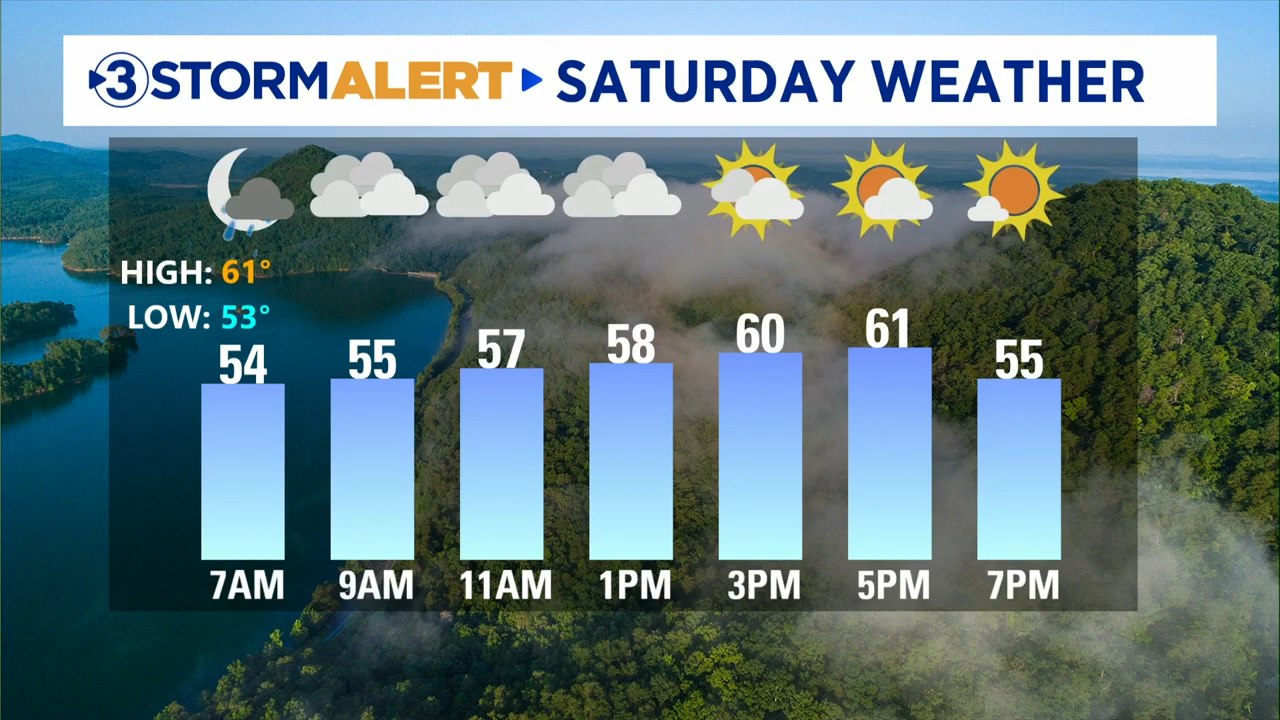 3 STORMALERT SATURDAY WEATHER
HIGH: 61°
LOW: 53°
54 55 57 58 60 61 55
7AM 9AM 11AM 1PM 3PM 5PM 7PM